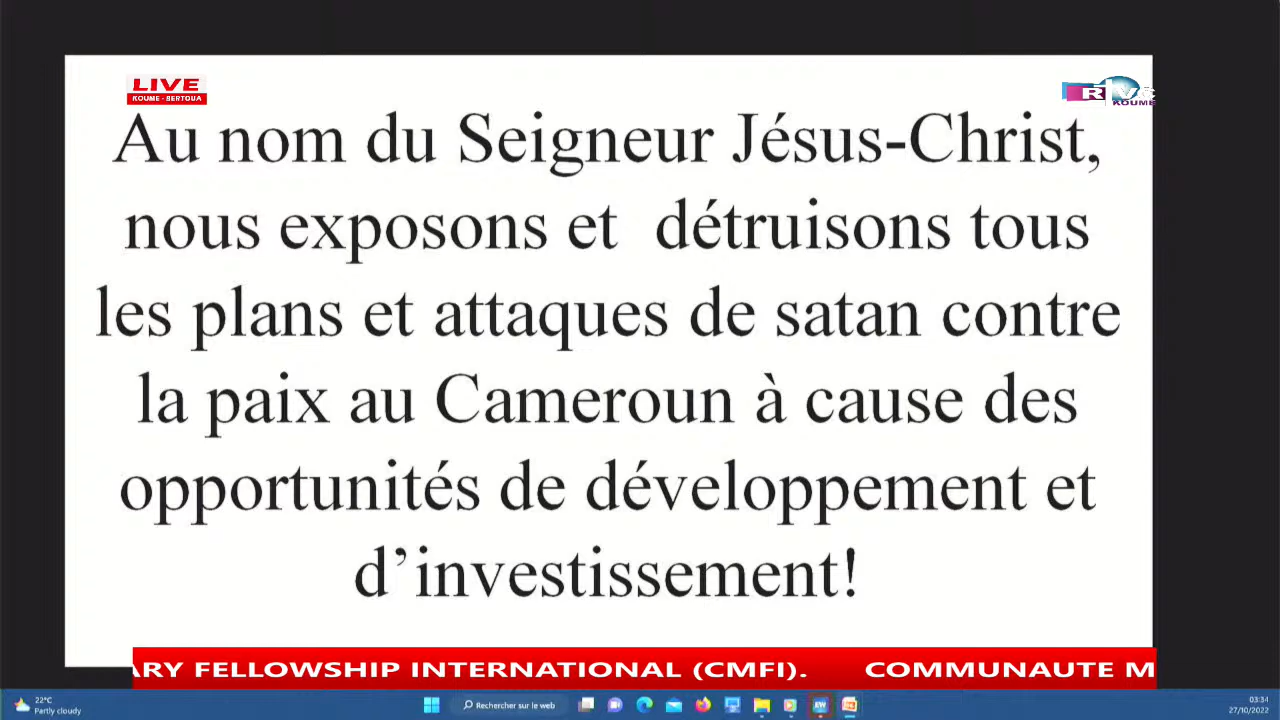 LIVE
KOUME - BERTOUA
KOUME
Au nom du Seigneur Jésus-Christ,
nous exposons et détruisons tous
les plans et attaques de satan contre
la paix au Cameroun à cause des
opportunités de développement et
d’investissement!
ARY FELLOWSHIP INTERNATIONAL (CMFI). COMMUNAUTE M
22°C
Partly cloudy
Rechercher sur le web
03:34
27/10/2022